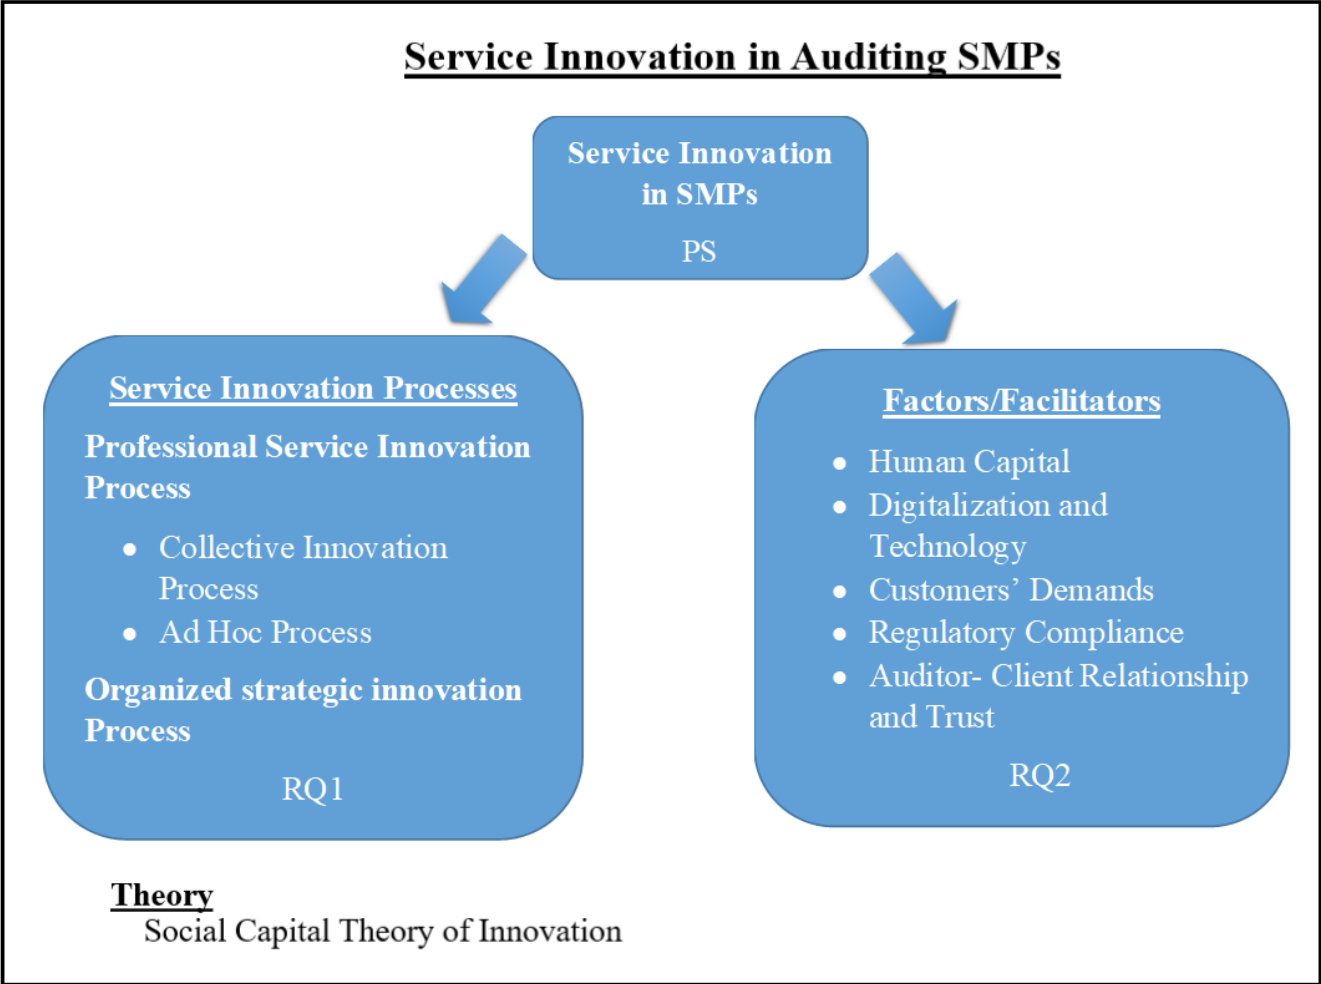 Service Innovation in Auditing SMPs
Service Innovation
in SMPs
PS
Service Innovation Processes
Professional Service Innovation
Process
● Collective Innovation
Process
● Ad Hoc Process
Organized strategic innovation
Process
RQ1
Factors/Facilitators
● Human Capital
● Digitalization and
Technology
● Customers’ Demands
● Regulatory Compliance
● Auditor- Client Relationship
and Trust
RQ2
Theory
Social Capital Theory of Innovation